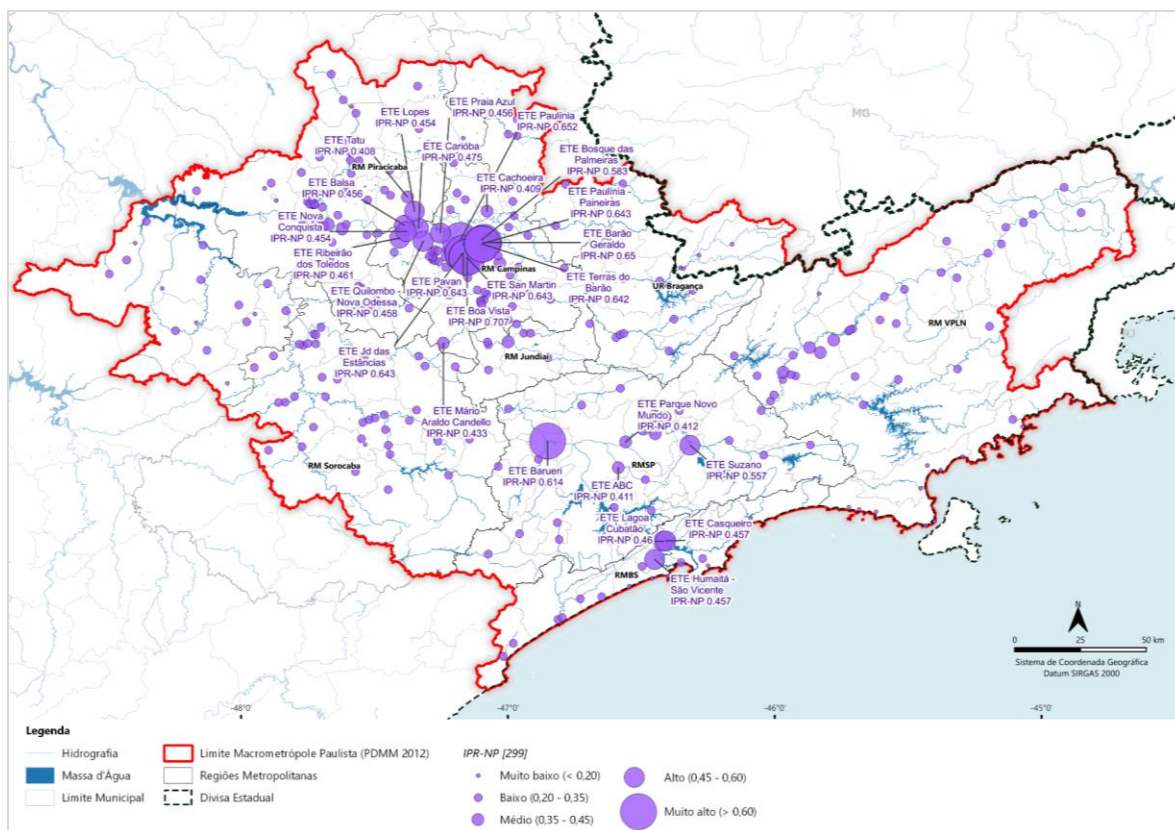 MG
ETE Praia Azul
IPR-NP 0.456
ETE Lopes
IPR-NP 0.454
ETE Paulínia
IPR-NP 0.652
ETE Tatu
IPR-NP 0.408
ETE Carióba
IPR-NP 0.475
ETE Bosque das
Palmeiras
IPR-NP 0.583
RM Piracicaba
ETE Cachoeira
IPR-NP 0.409
ETE Balsa
IPR-NP 0.456
ETE Paulínia -
Paineiras
IPR-NP 0.643
ETE Nova
Conquista
IPR-NP 0.454
ETE Barão
Geraldo
IPR-NP 0.65
ETE Ribeirão
dos Toledos
IPR-NP 0.461
RM Campinas
ETE Terras do
Barão
IPR-NP 0.642
ETE Pavan
IPR-NP 0.643
ETE San Martin
IPR-NP 0.643
ETE Quilombo -
Nova Odessa
IPR-NP 0.458
UR Bragança
ETE Boa Vista
IPR-NP 0.707
RM VPLN
RJ
ETE Jd das
Estâncias
IPR-NP 0.643
RM Jundiaí
ETE Mário
Araldo Candello
IPR-NP 0.433
ETE Parque Novo
Mundo
IPR-NP 0.412
RM Sorocaba
ETE Barueri
IPR-NP 0.614
RMSP
ETE Suzano
IPR-NP 0.557
ETE ABC
IPR-NP 0.411
ETE Lagoa
Cubatão
IPR-NP 0.46
ETE Casqueiro
IPR-NP 0.457
RMBS
ETE Humaitá -
São Vicente
IPR-NP 0.457
N
0 25 50 km
Sistema de Coordenada Geográfica
Datum SIRGAS 2000
-48°0' -47°0' -46°0' -45°0'
Legenda
Hidrografia
Massa d'Água
Limite Municipal
Limite Macrometrópole Paulista (PDMM 2012)
Regiões Metropolitanas
Divisa Estadual
IPR-NP [299]
Muito baixo (< 0,20)
Baixo (0,20 - 0,35)
Médio (0,35 - 0,45)
Alto (0,45 - 0,60)
Muito alto (> 0,60)